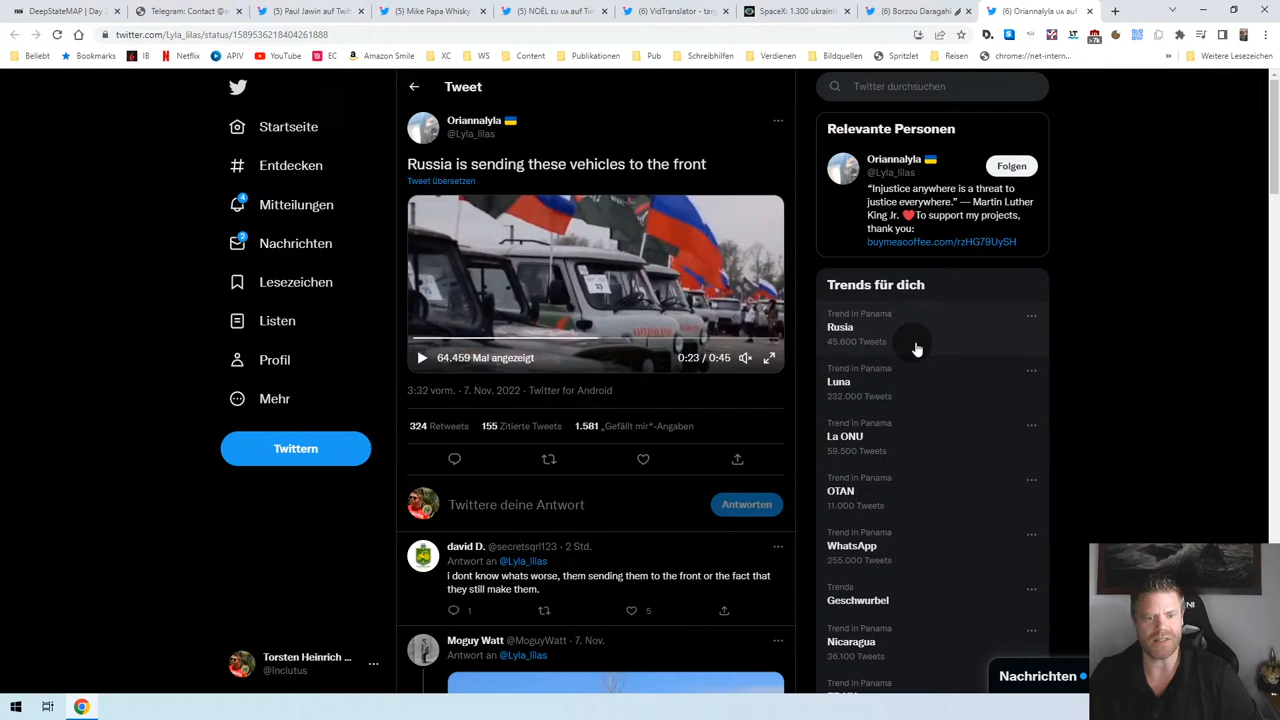 DeepStateMAP |
Telegram: Contact @
(5) Paul Jawin auf Twit
(5) Mike Papa Whisky
(5) NOËL tu ua auf Tw
(6) VidTranslator - targ
SpaceX: 1.300 ukraini
(6) Borzou Daragahi
(6) Oriannalyla ua auf
twitter.com/Lyla_lilas/status/1589536218404261888
Beliebt
Bookmarks
IB
Netflix
APIV
YouTube
EC
Amazon Smile
XC
WS
Content
Publikationen
Pub
Schreibhilfen
Verdienen
Bildquellen
Spritzlet
Reisen
chrome://net-intern...
»
Weitere Lesezeichen
Startseite
Entdecken
4
Mitteilungen
2
Nachrichten
Lesezeichen
Listen
Profil
Mehr
Twittern
Torsten Heinrich ...
@Inclutus
Tweet
Oriannalyla
@Lyla_lilas
Russia is sending these vehicles to the front
Tweet übersetzen
33
64.459 Mal angezeigt
0:23 / 0:45
3:32 vorm. · 7. Nov. 2022 · Twitter for Android
324 Retweets 155 Zitierte Tweets 1.581 „Gefällt mir“-Angaben
Twittere deine Antwort
Antworten
david D. @secretsqrl123 · 2 Std.
Antwort an @Lyla_lilas
i dont know whats worse, them sending them to the front or the fact that
they still make them.
1
5
Moguy Watt @MoguyWatt · 7. Nov.
Antwort an @Lyla_lilas
Twitter durchsuchen
Relevante Personen
Oriannalyla
@Lyla_lilas
Folgen
“Injustice anywhere is a threat to
justice everywhere.” — Martin Luther
King Jr. ❤️To support my projects,
thank you:
buymeacoffee.com/rzHG79UySH
Trends für dich
Trend in Panama
Rusia
45.600 Tweets
Trend in Panama
Luna
232.000 Tweets
Trend in Panama
La ONU
59.500 Tweets
Trend in Panama
OTAN
11.000 Tweets
Trend in Panama
WhatsApp
255.000 Tweets
Trends
Geschwurbel
Trend in Panama
Nicaragua
36.100 Tweets
Nachrichten